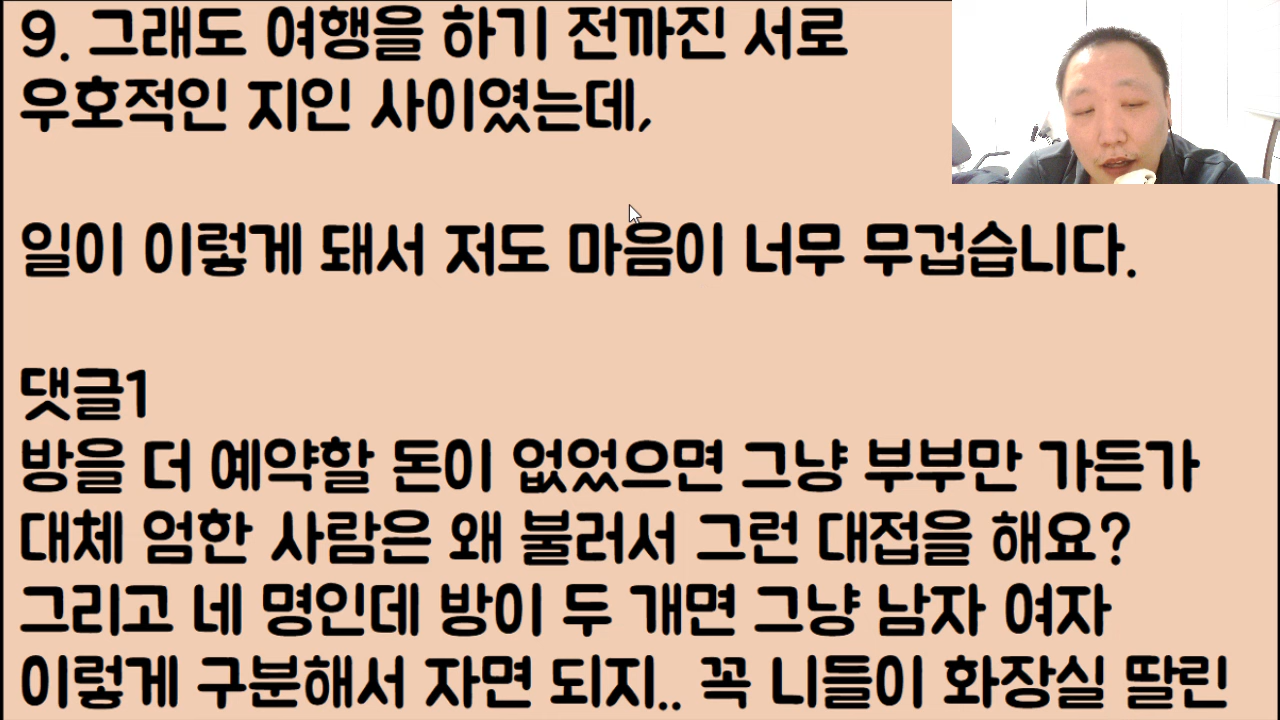 9. 그래도 여행을 하기 전까진 서로
우호적인 지인 사이였는데,
일이 이렇게 돼서 저도 마음이 너무 무겁습니다.
댓글1
방을 더 예약할 돈이 없었으면 그냥 부부만 가든가
대체 엄한 사람은 왜 불러서 그런 대접을 해요?
그리고 네 명인데 방이 두 개면 그냥 남자 여자
이렇게 구분해서 자면 되지.. 꼭 니들이 화장실 딸린